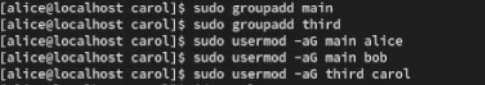 [alice@localhost carol]$ sudo groupadd main
[alice@localhost carol]$ sudo groupadd third
[alice@localhost carol]$ sudo usermod -aG main alice
[alice@localhost carol]$ sudo usermod -aG main bob
[alice@localhost carol]$ sudo usermod -aG third carol